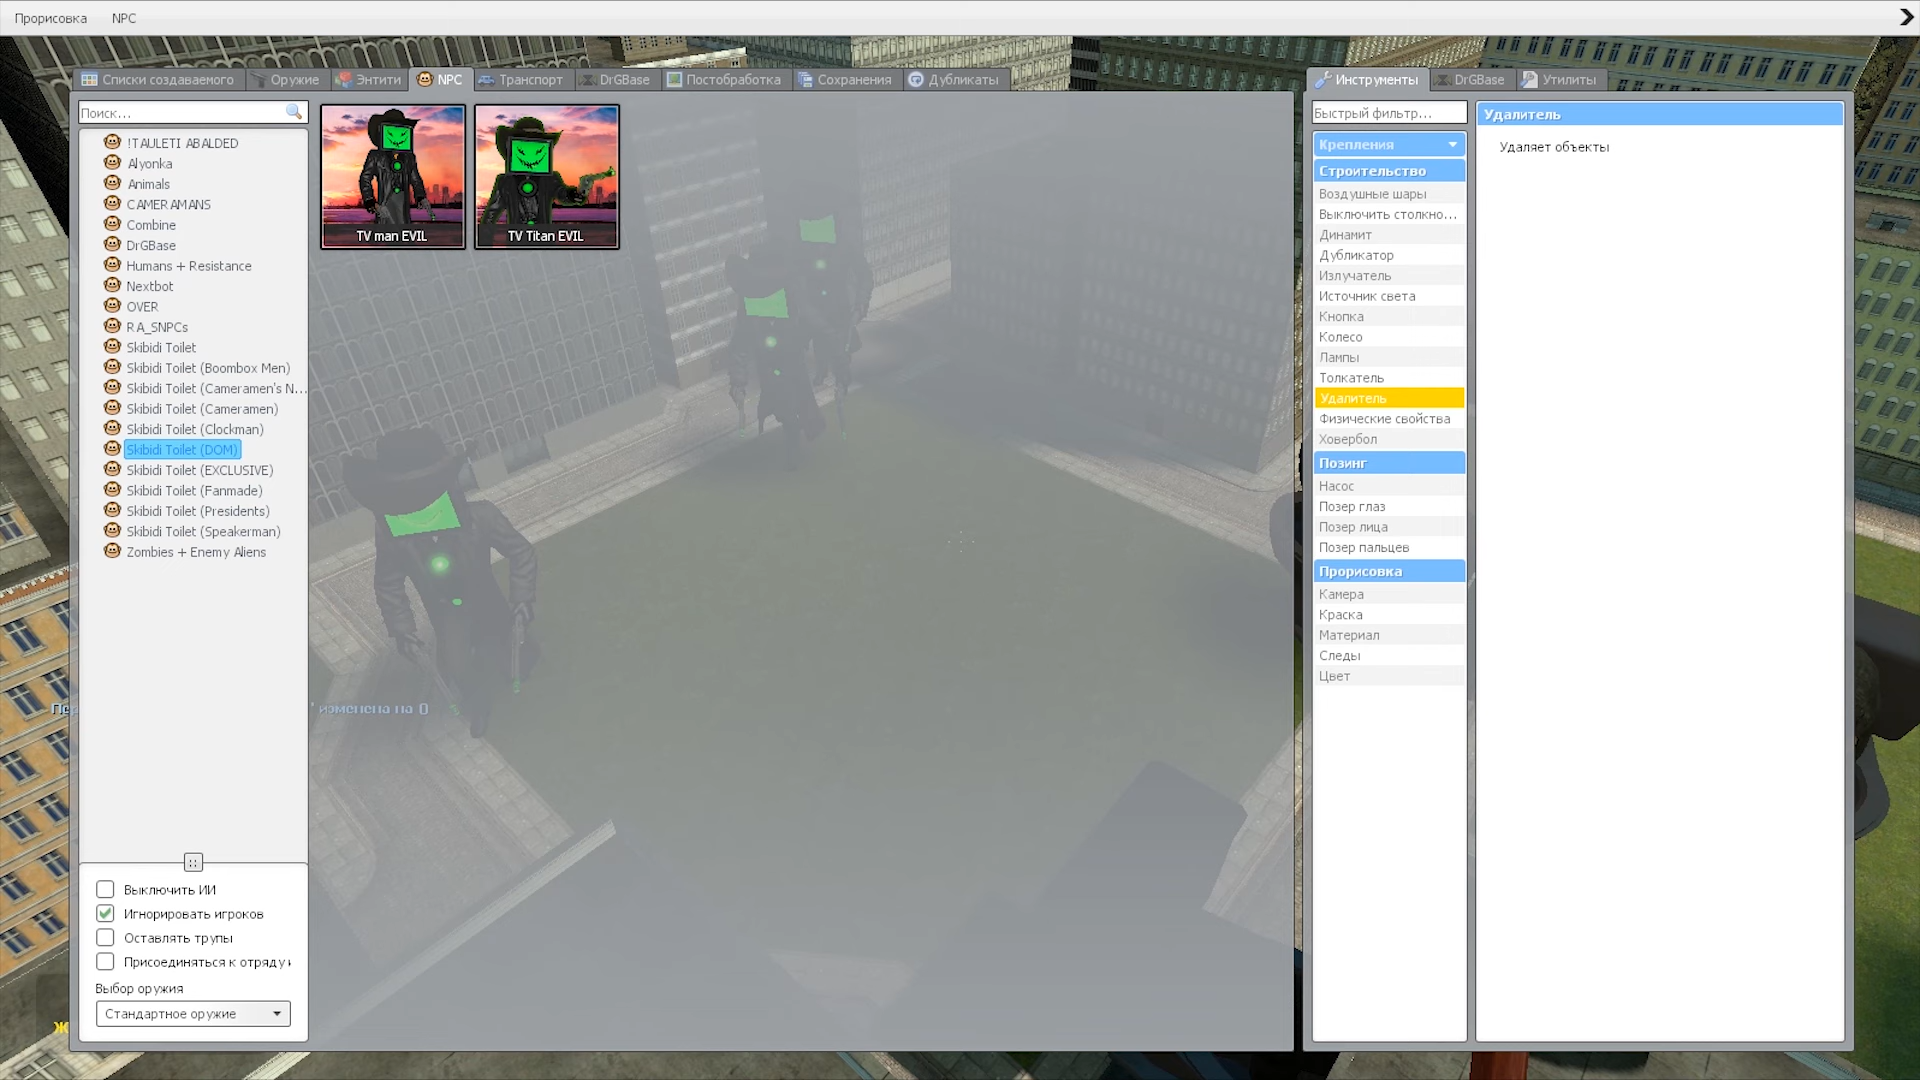 Прорисовка
NPC
Списки создаваемого
Оружие
Энтити
NPC
Транспорт
DrGBase
Постобработка
Сохранения
Дубликаты
Инструменты
DrGBase
Утилиты
Поиск...
!TAULETI ABALDED
Alyonka
Animals
CAMERAMANS
Combine
DrGBase
Humans + Resistance
Nextbot
OVER
RA_SNPCs
Skibidi Toilet
Skibidi Toilet (Boombox Men)
Skibidi Toilet (Cameramen's N...
Skibidi Toilet (Cameramen)
Skibidi Toilet (Clockman)
Skibidi Toilet (DOM)
Skibidi Toilet (EXCLUSIVE)
Skibidi Toilet (Fanmade)
Skibidi Toilet (Presidents)
Skibidi Toilet (Speakerman)
Zombies + Enemy Aliens
TV man EVIL
TV Titan EVIL
изменена на 0
Выключить ИИ
Игнорировать игроков
Оставлять трупы
Присоединяться к отряду
Выбор оружия
Стандартное оружие
Быстрый фильтр...
Крепления
Строительство
Воздушные шары
Выключить столкно...
Динамит
Дубликатор
Излучатель
Источник света
Кнопка
Колесо
Лампы
Толкатель
Удалитель
Физические свойства
Ховербол
Позинг
Насос
Позер глаз
Позер лица
Позер пальцев
Прорисовка
Камера
Краска
Материал
Следы
Цвет
Удалитель
Удаляет объекты